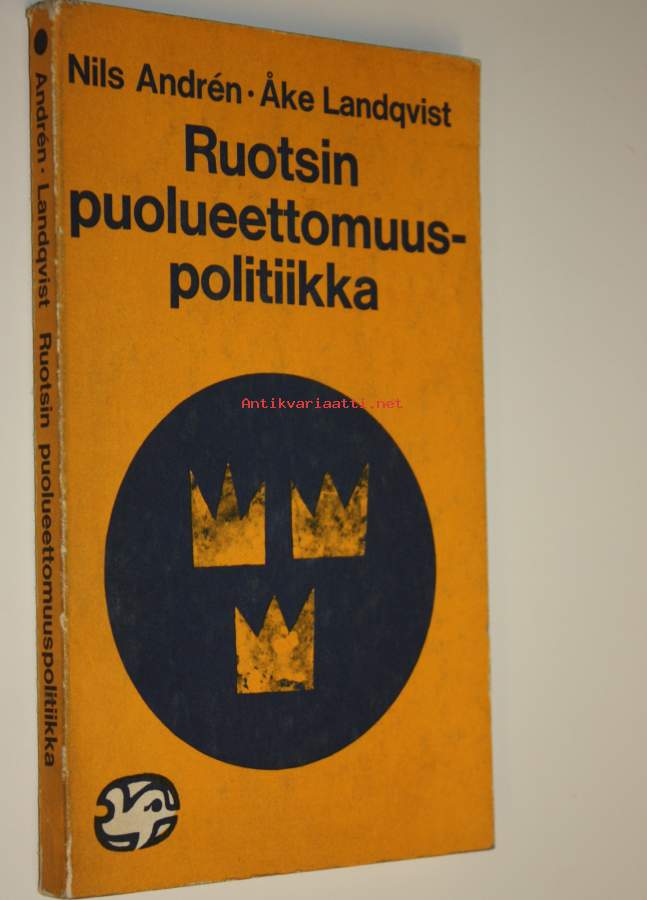 Nils Andrén · Åke Landqvist
Ruotsin
puolueettomuus-
politiikka
Antikvariaatti.net
Andrén · Landqvist Ruotsin puolueettomuuspolitiikka